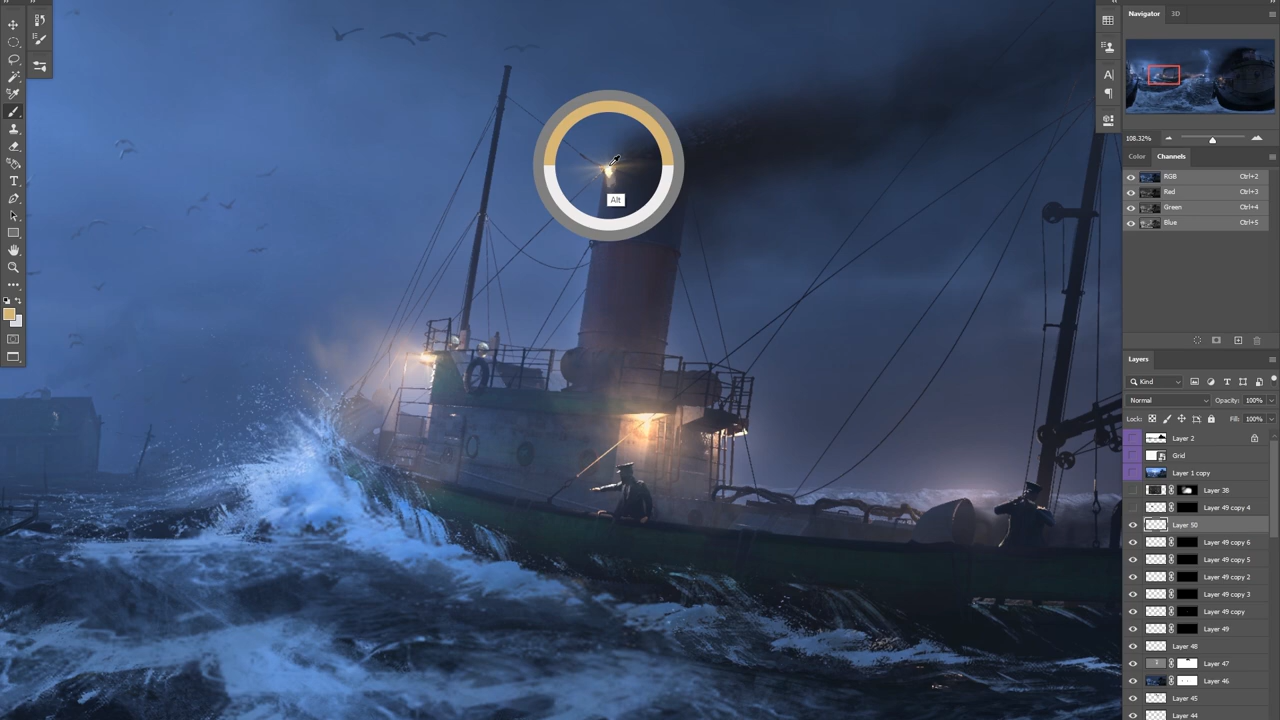 Navigator 3D
108.32%
Color Channels
RGB Ctrl+2
Red Ctrl+3
Green Ctrl+4
Blue Ctrl+5
Layers
Kind
Normal Opacity: 100%
Lock: Fill: 100%
Layer 2
Grid
Layer 1 copy
Layer 38
Layer 49 copy 4
Layer 50
Layer 49 copy 6
Layer 49 copy 5
Layer 49 copy 2
Layer 49 copy 3
Layer 49 copy
Layer 49
Layer 48
Layer 47
Layer 46
Layer 45
Layer 44
Alt